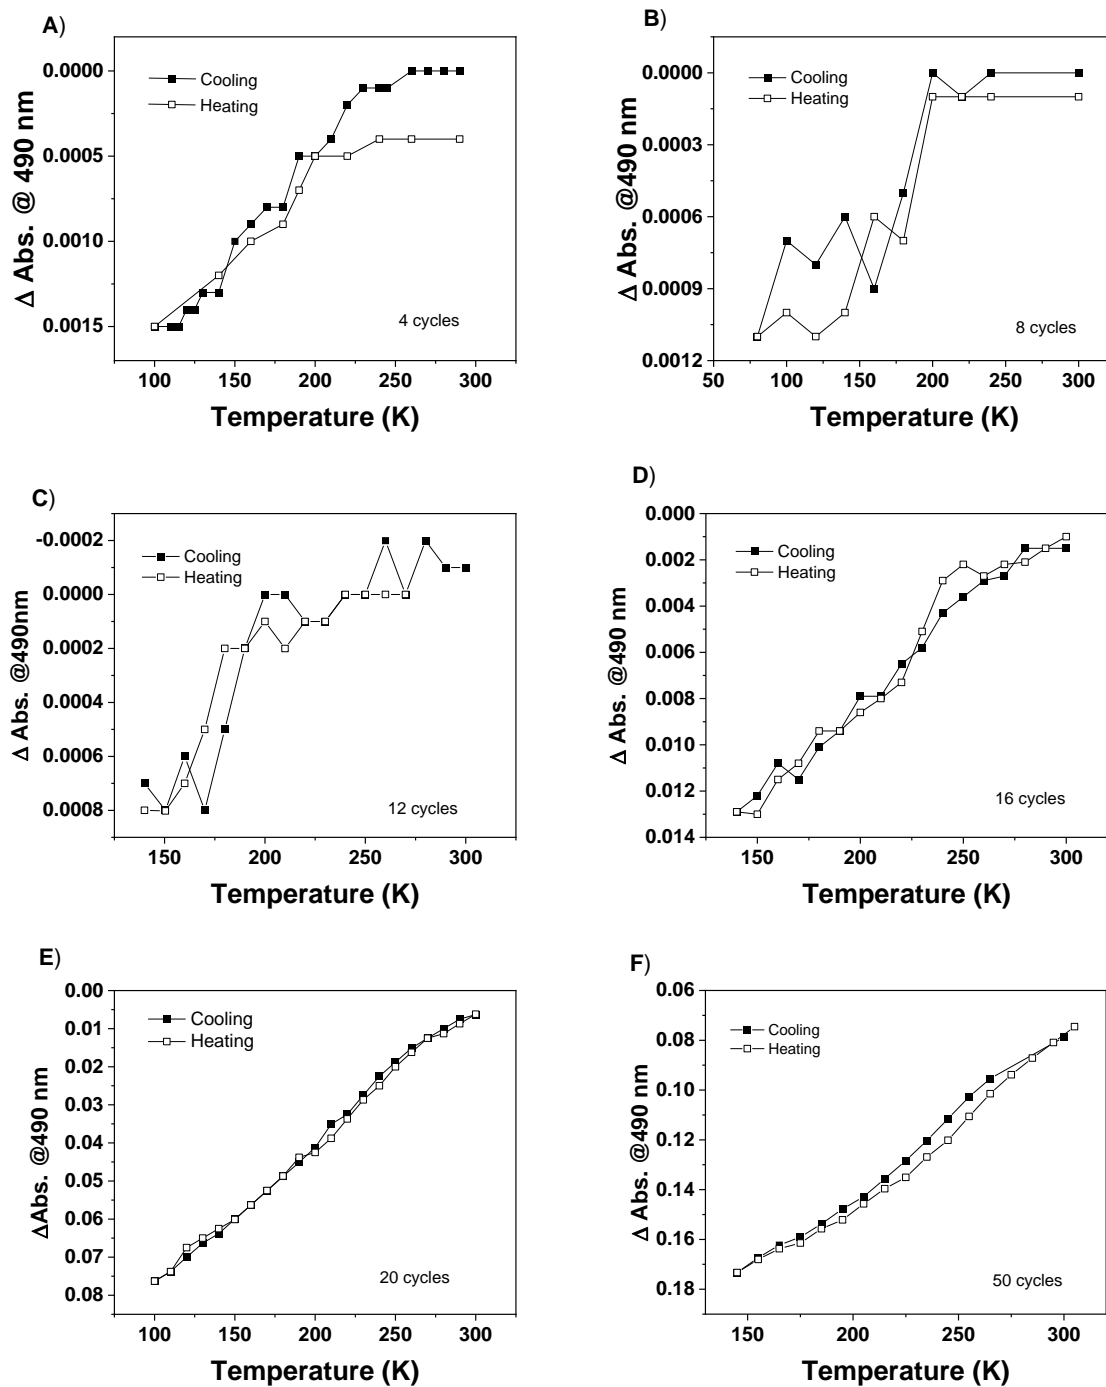 A)
0.0000
0.0005
0.0010
0.0015
Δ Abs. @ 490 nm
Cooling
Heating
4 cycles
100 150 200 250 300
Temperature (K)
B)
0.0000
0.0003
0.0006
0.0009
0.0012
Δ Abs. @490 nm
Cooling
Heating
8 cycles
50 100 150 200 250 300
Temperature (K)
C)
-0.0002
0.0000
0.0002
0.0004
0.0006
0.0008
Δ Abs. @490nm
Cooling
Heating
12 cycles
150 200 250 300
Temperature (K)
D)
0.000
0.002
0.004
0.006
0.008
0.010
0.012
0.014
Δ Abs. @490 nm
Cooling
Heating
16 cycles
150 200 250 300
Temperature (K)
E)
0.00
0.01
0.02
0.03
0.04
0.05
0.06
0.07
0.08
ΔAbs. @490 nm
Cooling
Heating
20 cycles
100 150 200 250 300
Temperature (K)
F)
0.06
0.08
0.10
0.12
0.14
0.16
0.18
Δ Abs. @490 nm
Cooling
Heating
50 cycles
150 200 250 300
Temperature (K)